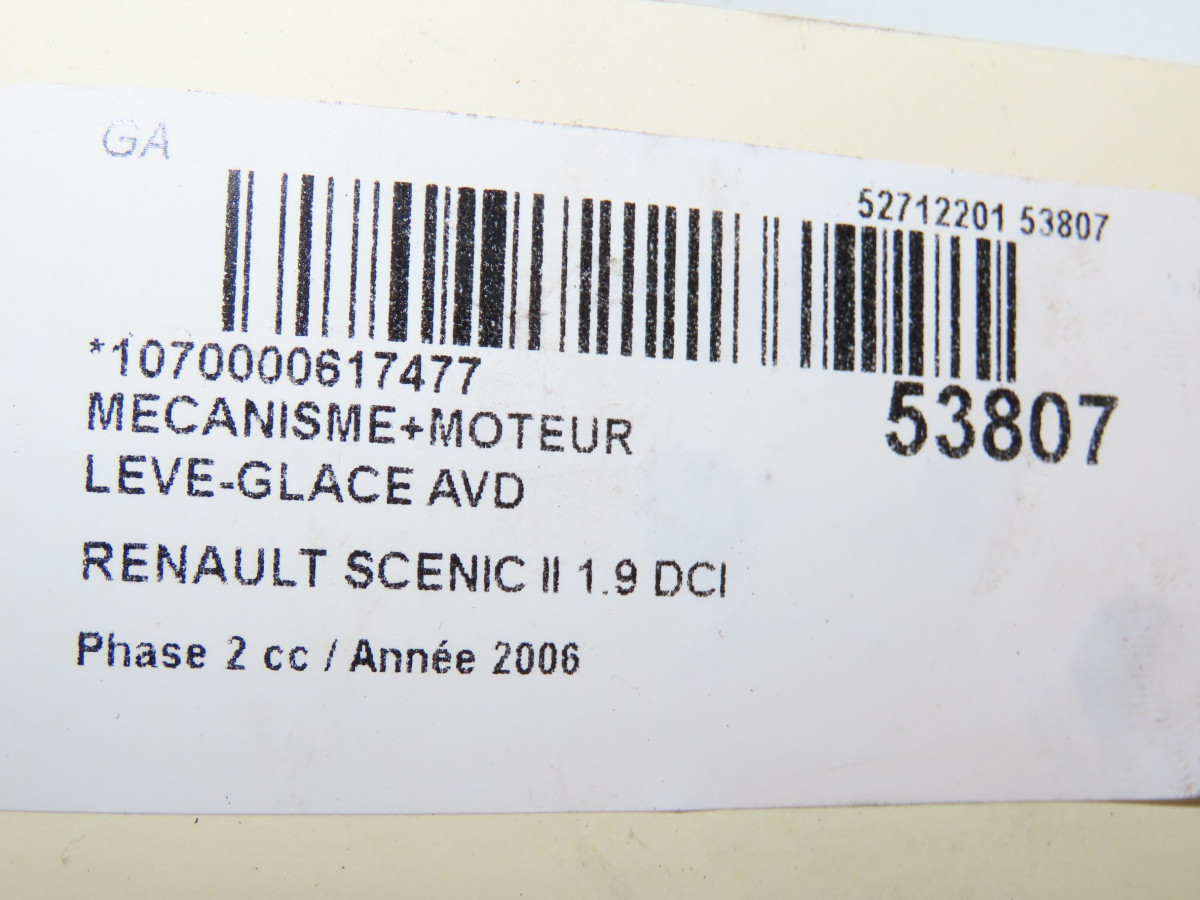 GA
52712201 53807
*1070000617477
53807
MECANISME+MOTEUR
LEVE-GLACE AVD
RENAULT SCENIC II 1.9 DCI
Phase 2 cc / Année 2006